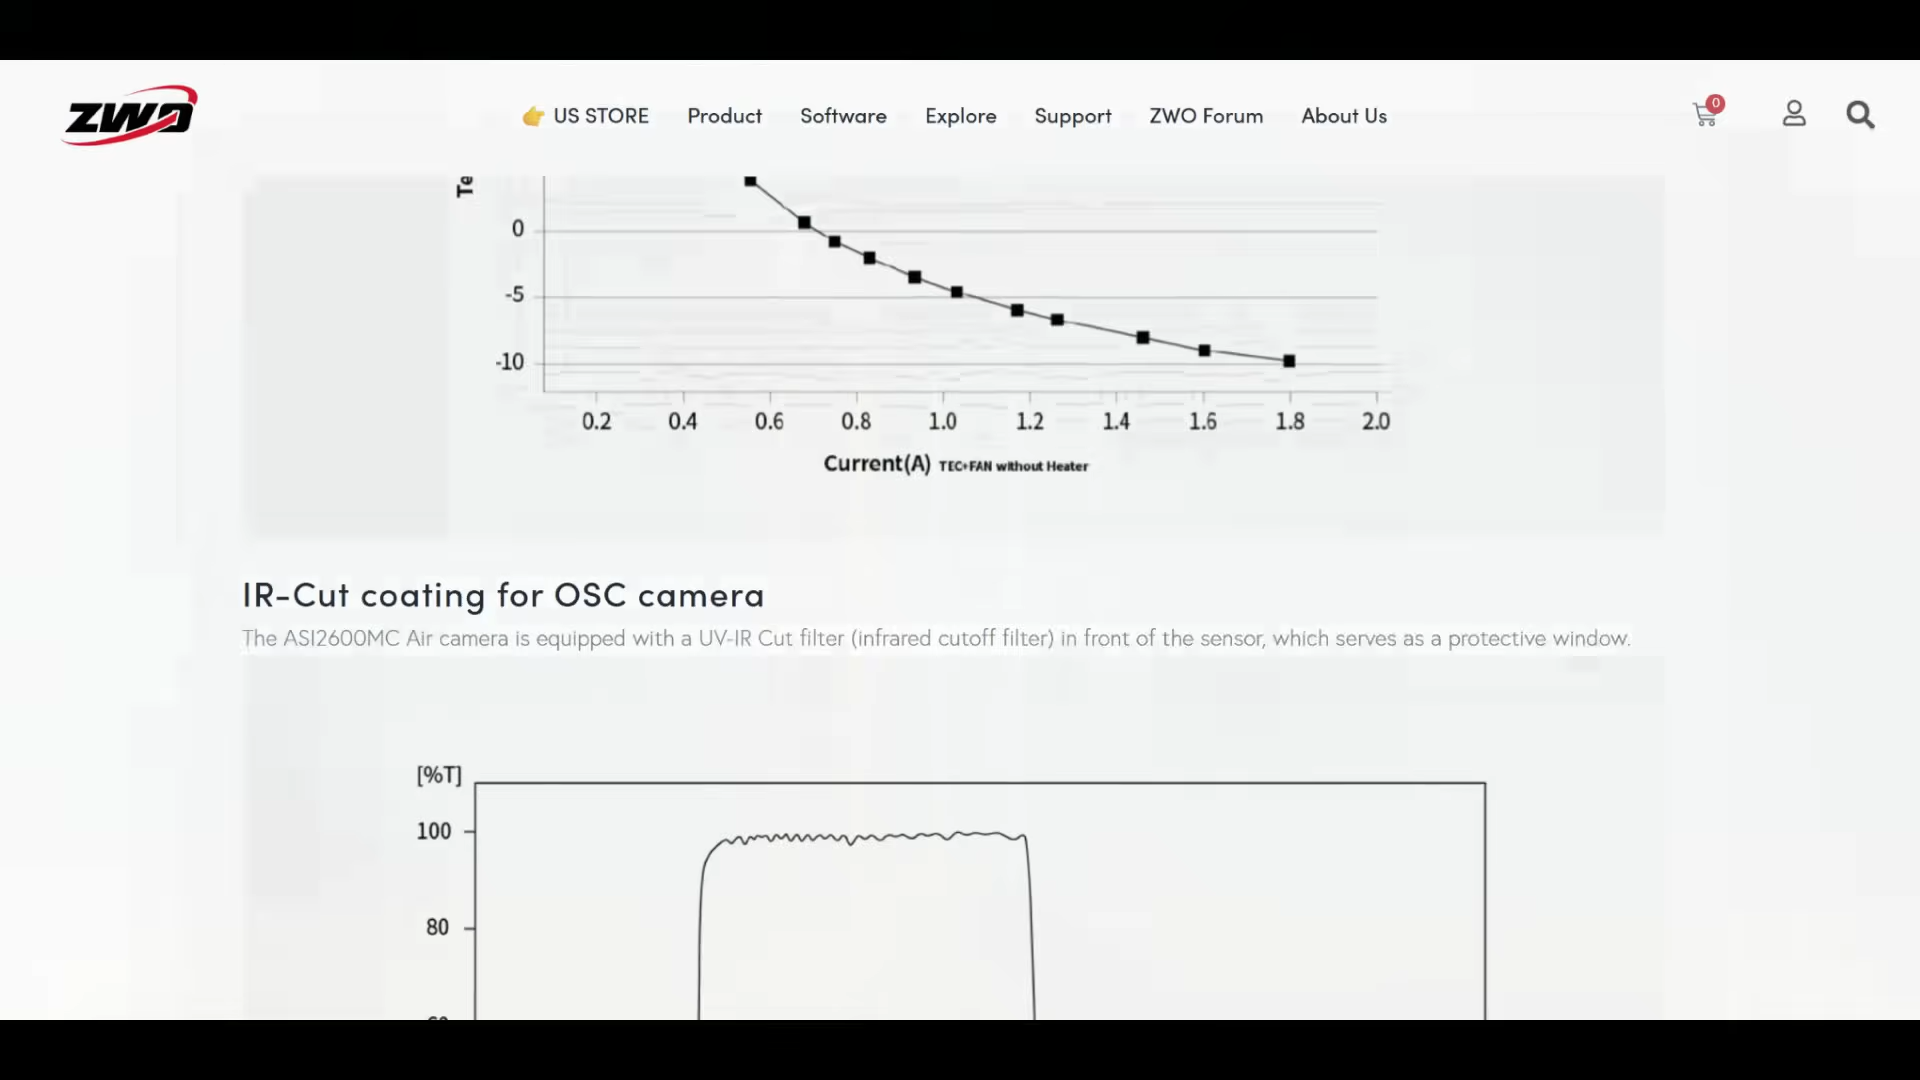 ZWO
US STORE Product Software Explore Support ZWO Forum About Us
0
Te
0
-5
-10
0.2 0.4 0.6 0.8 1.0 1.2 1.4 1.6 1.8 2.0
Current(A) TEC+FAN without Heater
IR-Cut coating for OSC camera
The ASI2600MC Air camera is equipped with a UV-IR Cut filter (infrared cutoff filter) in front of the sensor, which serves as a protective window.
[%T]
100
80